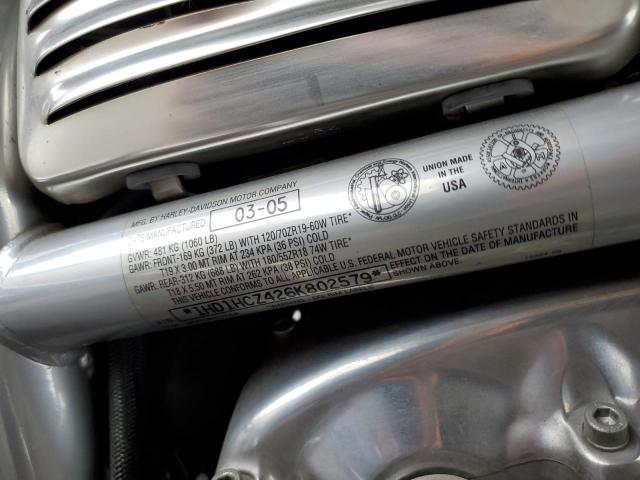 MFG. BY HARLEY-DAVIDSON MOTOR COMPANY
DATE MANUFACTURED: 03-05
GVWR: 481 KG (1060 LB)
GAWR: FRONT-169 KG (372 LB) WITH 120/70ZR19-60W TIRE*
T19 X 3.00 MT RIM AT 234 KPA (36 PSI) COLD
GAWR: REAR-312 KG (688 LB) WITH 180/55ZR18 T4W TIRE*
T18 X 5.50 MT RIM AT 262 KPA (38 PSI) COLD
THIS VEHICLE CONFORMS TO ALL APPLICABLE U.S. FEDERAL MOTOR VEHICLE SAFETY STANDARDS IN
EFFECT ON THE DATE OF MANUFACTURE
SHOWN ABOVE.
*1HD1HCZ426K802579*
UNION MADE
IN THE
USA